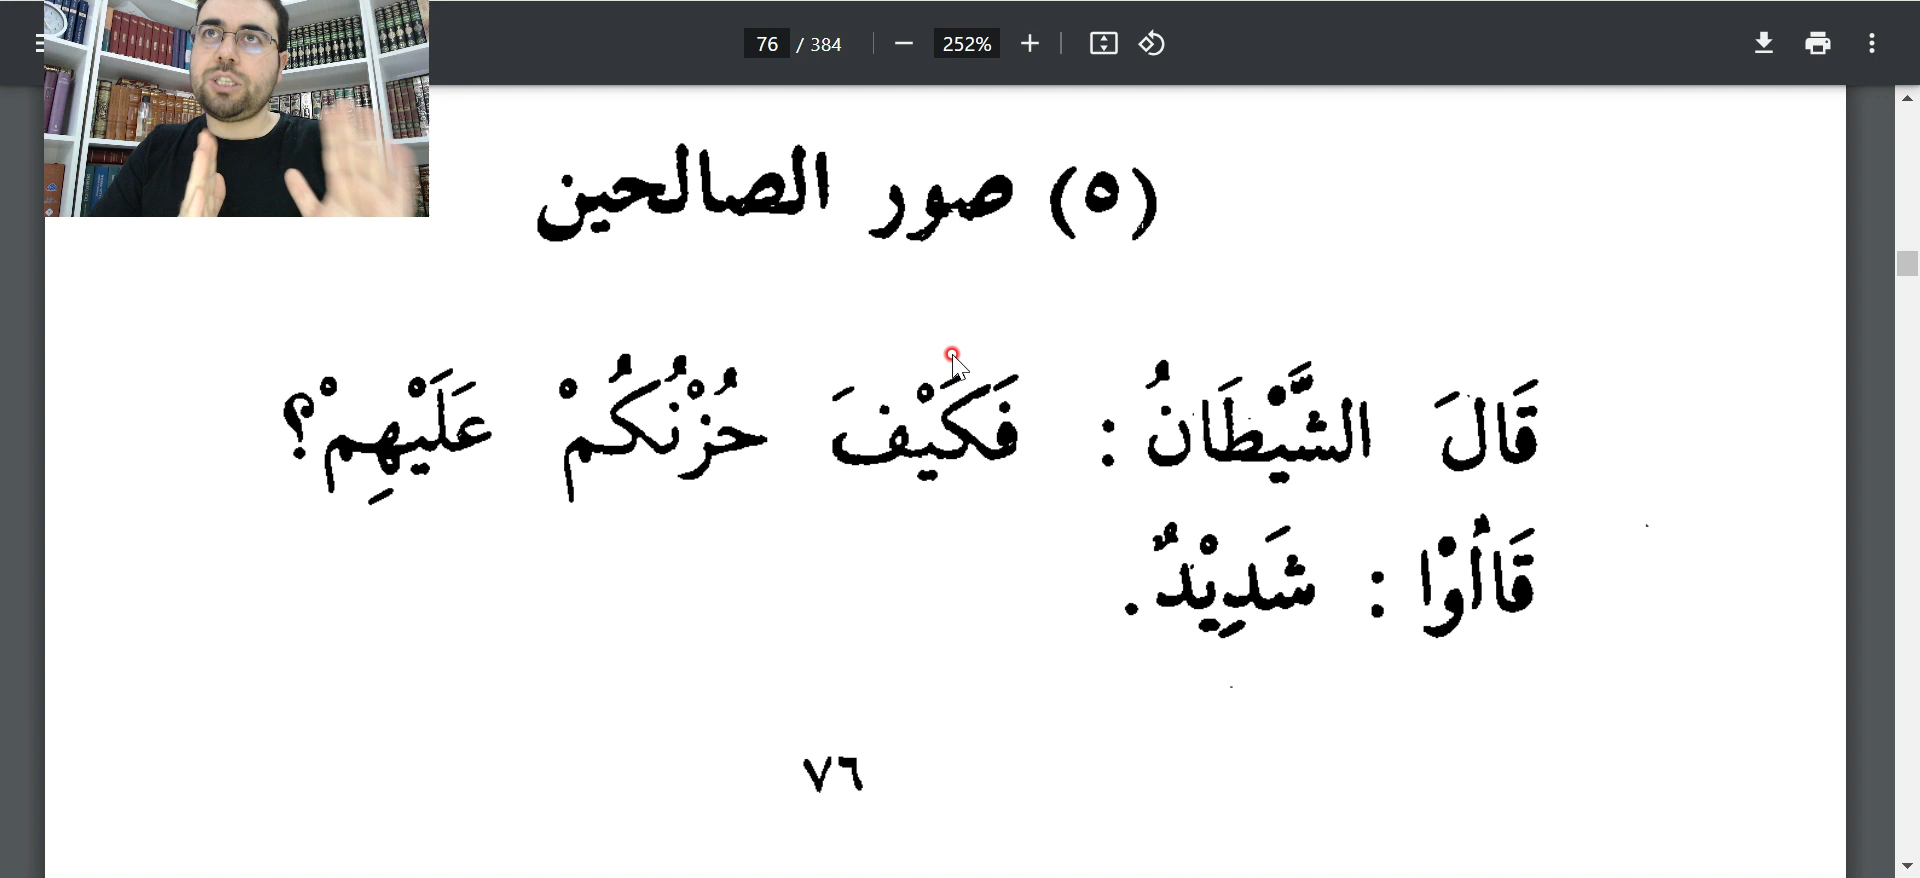 76 / 384
252%
(٥) صور الصالحين
قَالَ الشَّيْطَانُ : فَكَيْفَ حُزْنُكُمْ عَلَيْهِمْ؟
قَالُوْا : شَدِيْدٌ .
٧٦